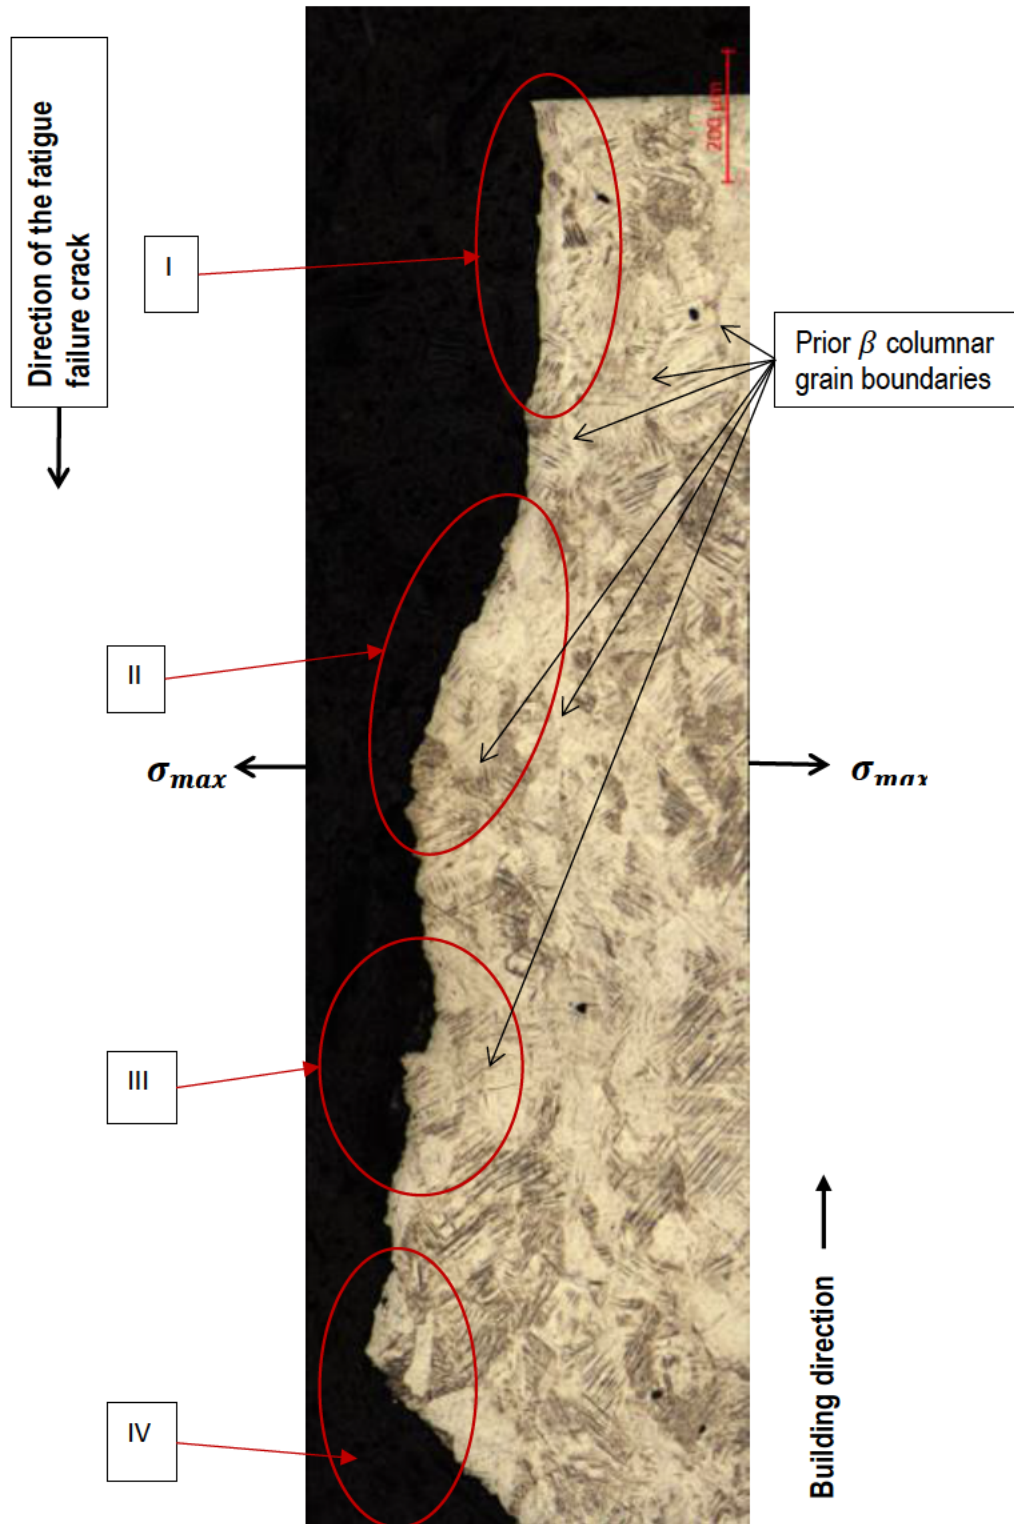 Direction of the fatigue
failure crack
200 µm
I
Prior β columnar
grain boundaries
II
σmax
σmax
III
IV
Building direction